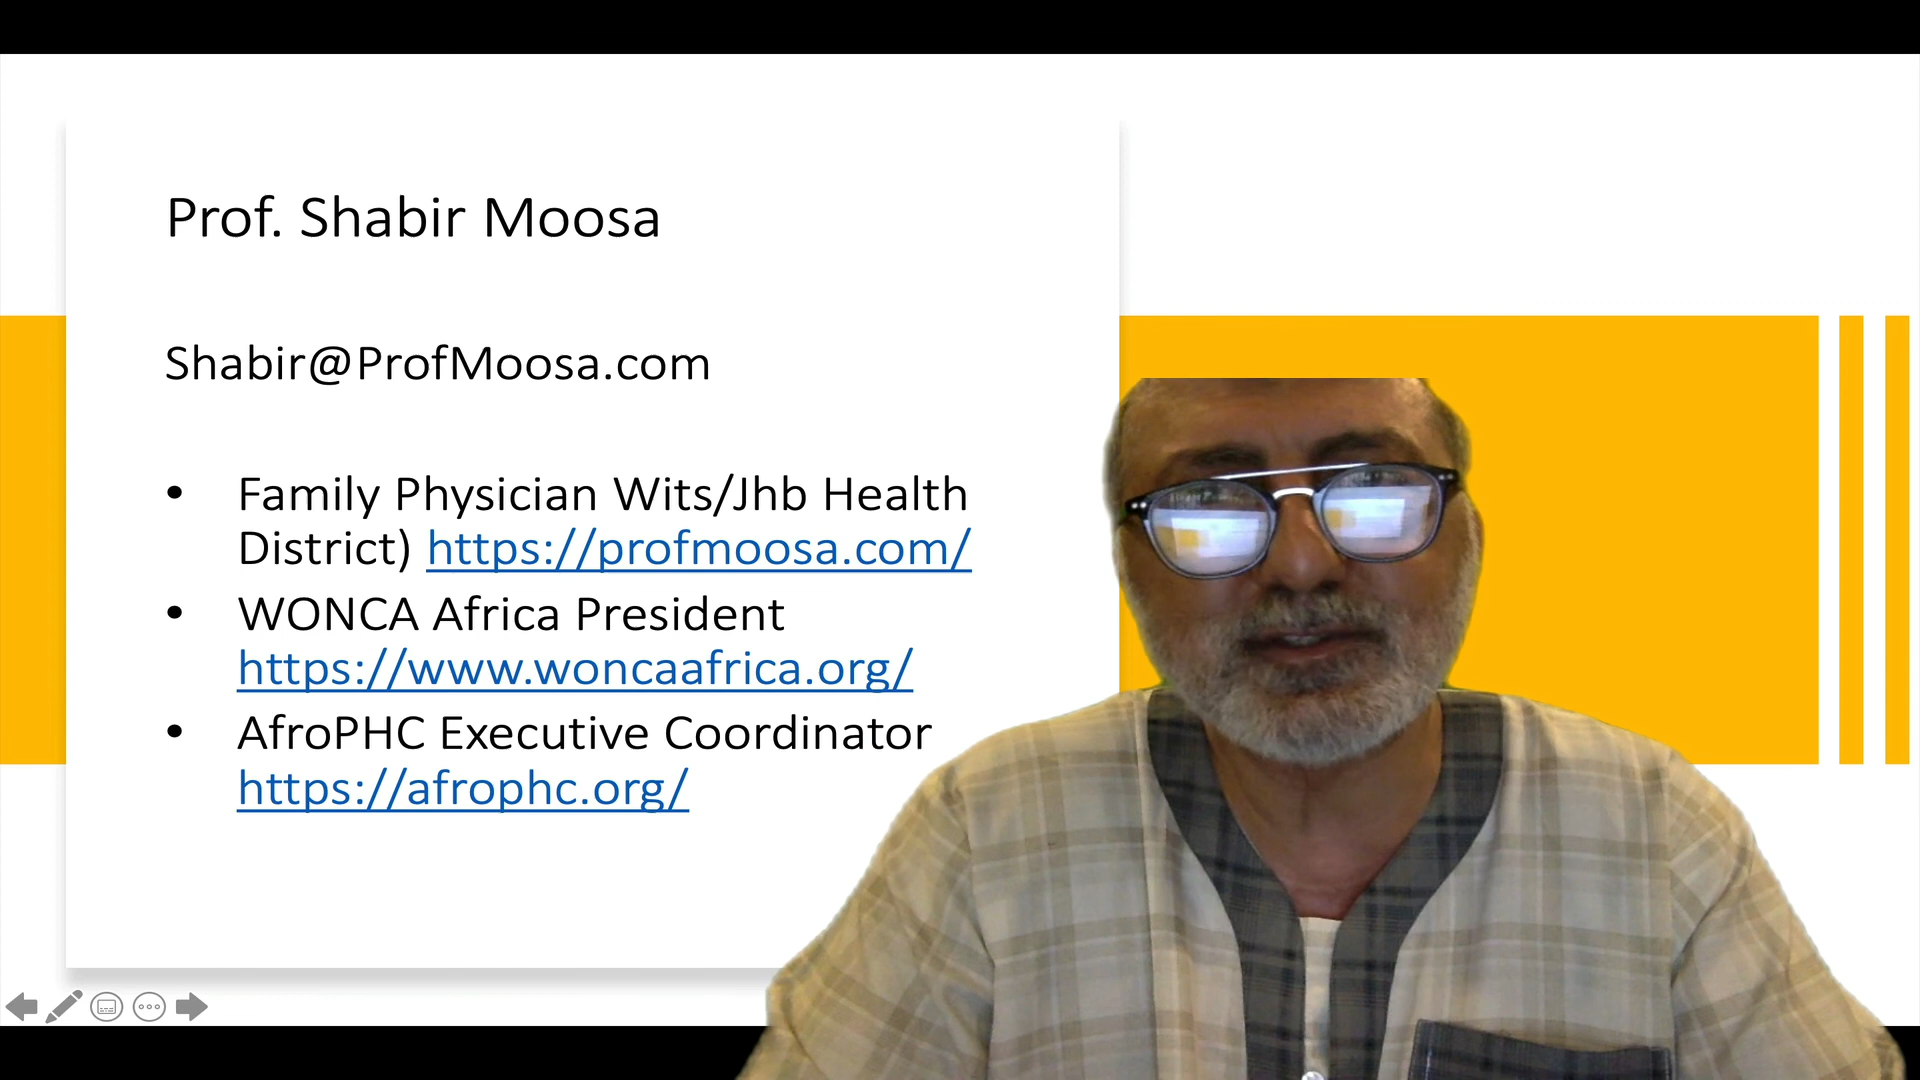 Prof. Shabir Moosa
Shabir@ProfMoosa.com
• Family Physician Wits/Jhb Health
District) https://profmoosa.com/
• WONCA Africa President
https://www.woncaafrica.org/
• AfroPHC Executive Coordinator
https://afrophc.org/